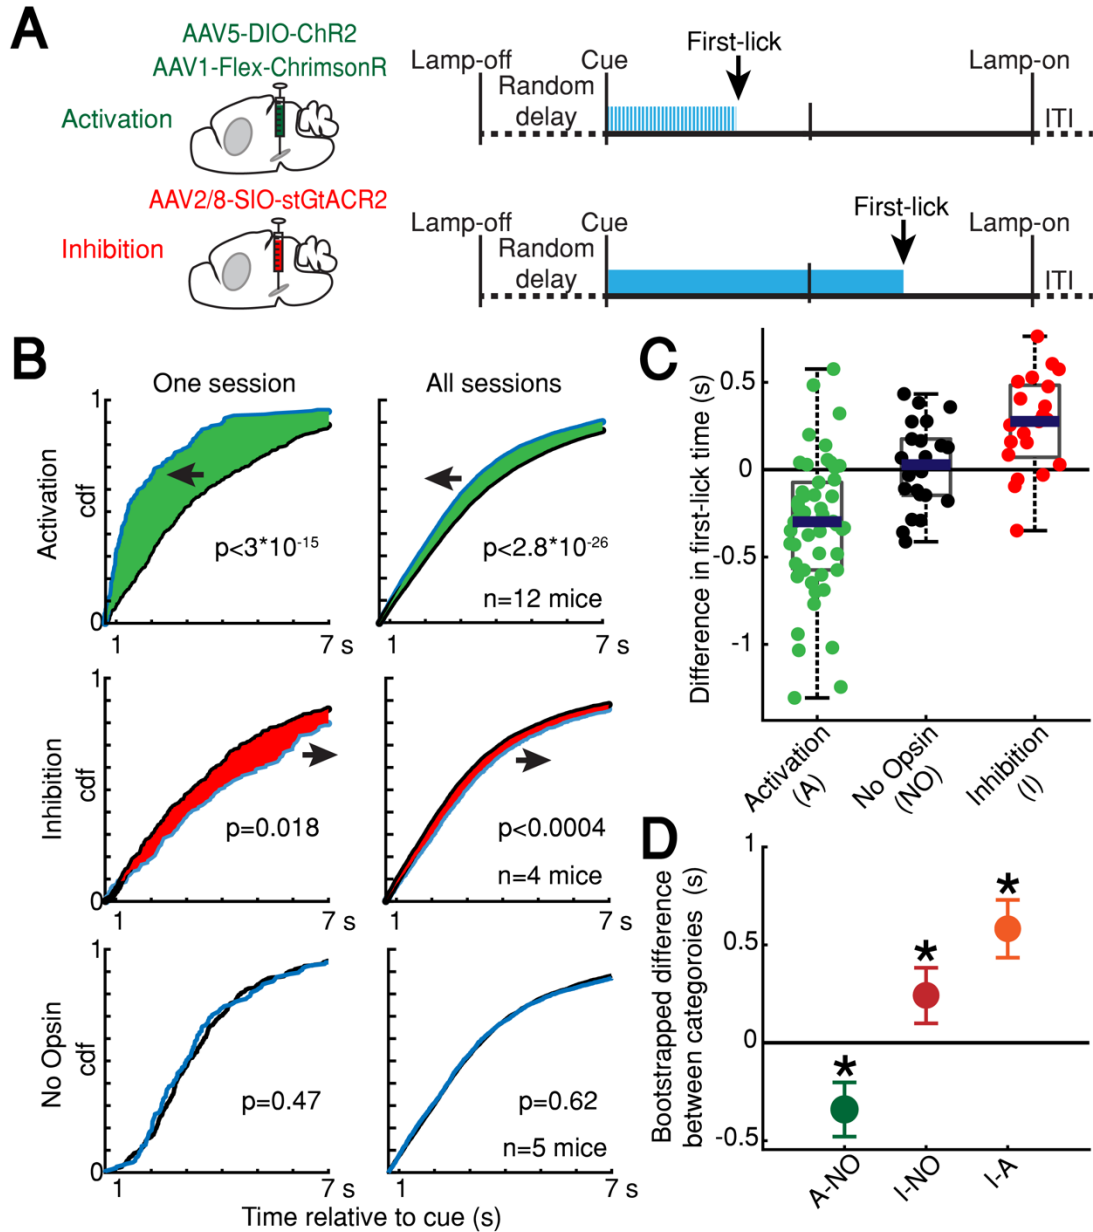 A
AAV5-DIO-ChR2
AAV1-Flex-ChrimsonR
Activation
First-lick
Lamp-off
Cue
Lamp-on
Random
delay
ITI
AAV2/8-SIO-stGtACR2
Inhibition
First-lick
Lamp-off
Cue
Lamp-on
Random
delay
ITI
B
One session
All sessions
Activation
cdf
1
0
p<3*10-15
1
7 s
p<2.8*10-26
n=12 mice
1
7 s
Inhibition
cdf
1
0
p=0.018
1
7 s
p<0.0004
n=4 mice
1
7 s
No Opsin
cdf
1
0
p=0.47
1
7 s
p=0.62
n=5 mice
1
7 s
Time relative to cue (s)
C
Difference in first-lick time (s)
0.5
0
-0.5
-1
Activation
(A)
No Opsin
(NO)
Inhibition
(I)
D
Bootstrapped difference
between categoroies (s)
1
0.5
0
-0.5
*
*
*
A-NO
I-NO
I-A